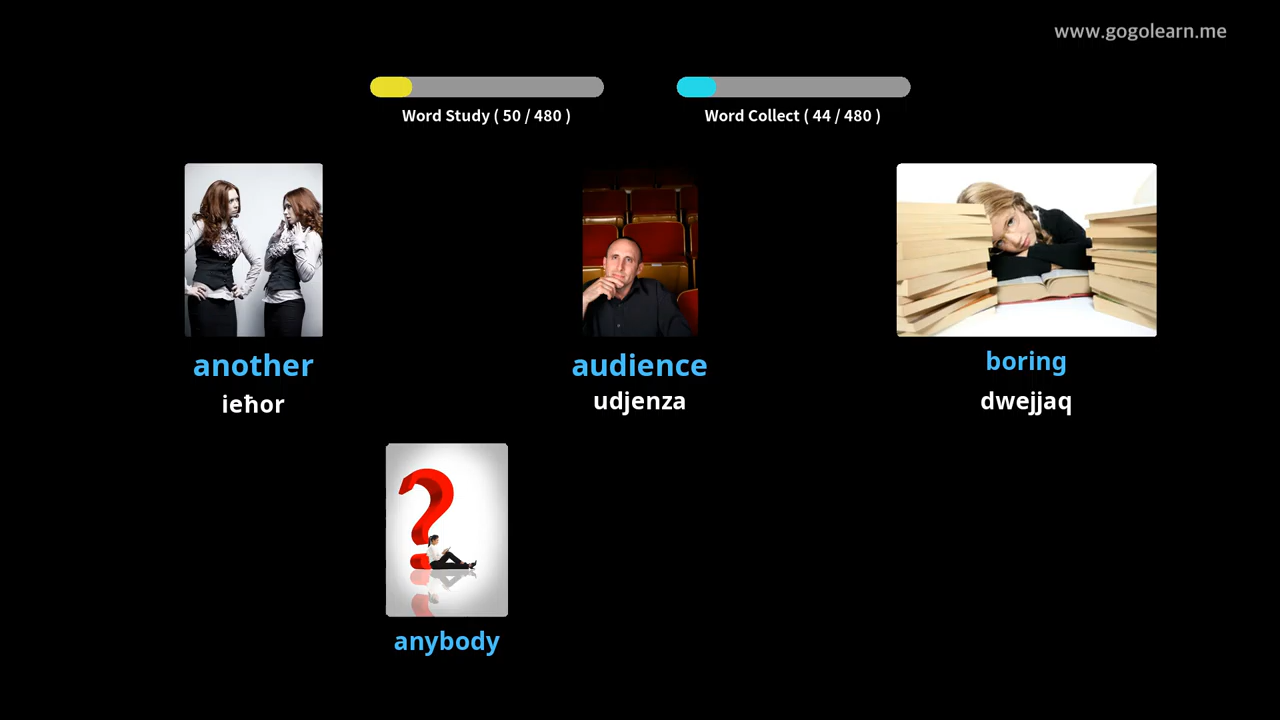 www.gogolearn.me
Word Study ( 50 / 480 )
Word Collect ( 44 / 480 )
another
ieħor
audience
udjenza
boring
dwejjaq
anybody